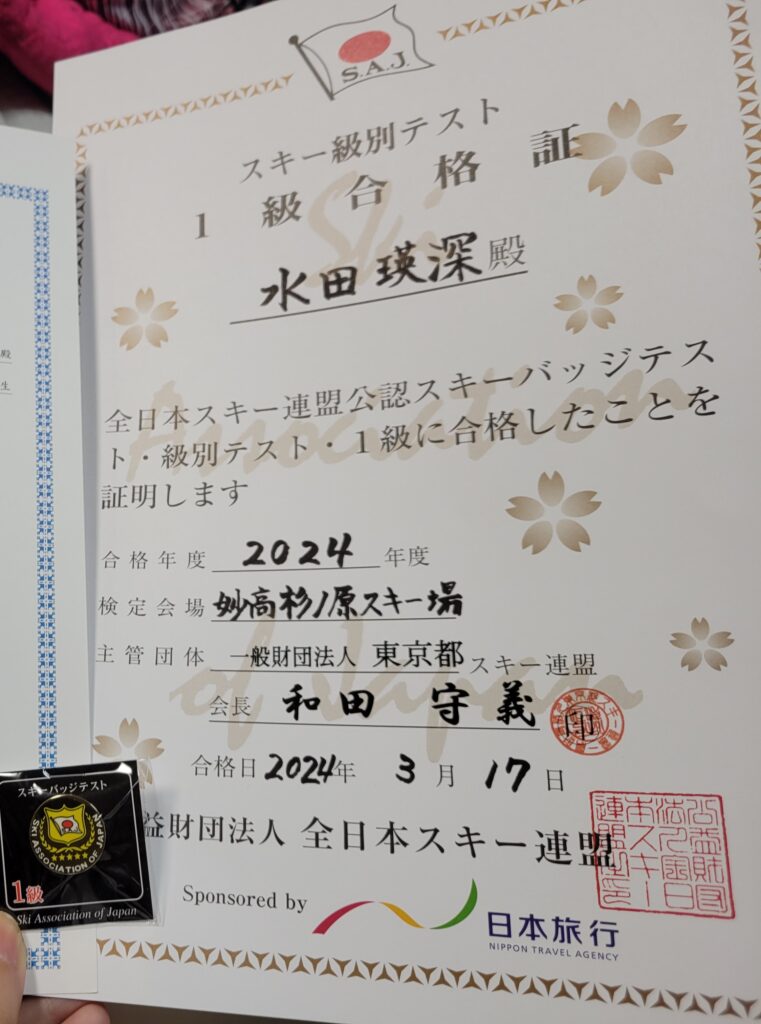 S.A.J.
スキー級別テスト
1級合格証
水田瑛深殿
全日本スキー連盟公認スキーバッジテス
ト・級別テスト・1級に合格したことを
証明します
合格年度 2024 年度
検定会場 妙高杉ノ原スキー場
主管団体 一般財団法人 東京都 スキー連盟
会長 和田 守義 印
合格日 2024年 3月 17日
益財団法人 全日本スキー連盟
Sponsored by
日本旅行
NIPPON TRAVEL AGENCY
Ski
Association
of Japan
殿
生
スキーバッジテスト
SKI ASSOCIATION OF JAPAN
1級
Ski Association of Japan